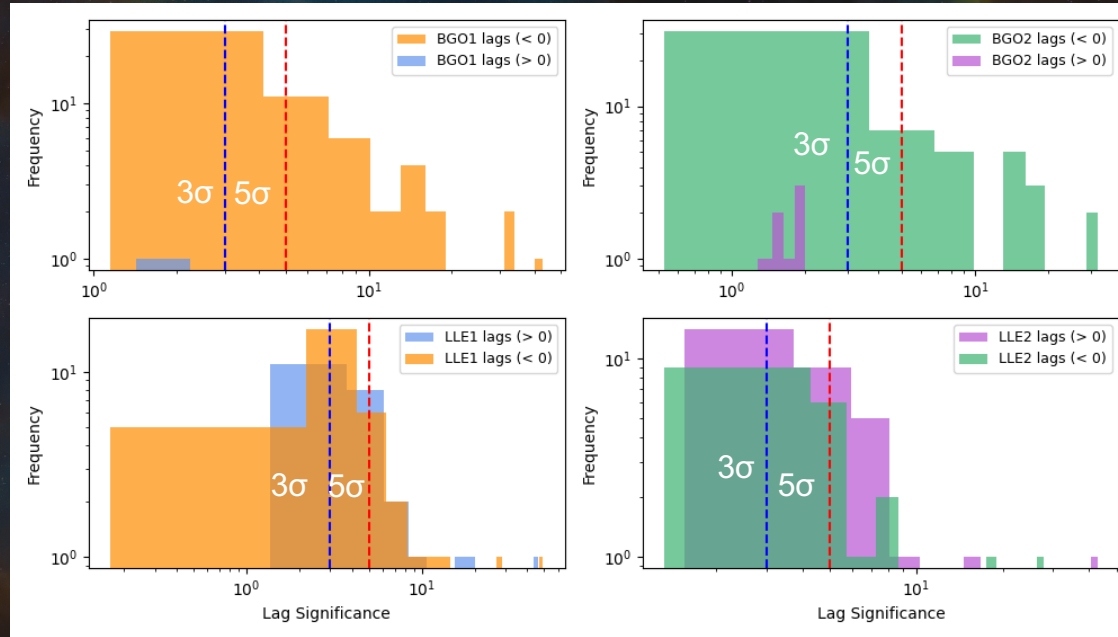 BGO1 lags (< 0)
BGO1 lags (> 0)
Frequency
10¹
10⁰
3σ
5σ
10⁰
10¹
BGO2 lags (< 0)
BGO2 lags (> 0)
Frequency
10¹
10⁰
3σ
5σ
10⁰
10¹
LLE1 lags (> 0)
LLE1 lags (< 0)
Frequency
10¹
10⁰
3σ
5σ
10⁰
10¹
Lag Significance
LLE2 lags (> 0)
LLE2 lags (< 0)
Frequency
10¹
10⁰
3σ
5σ
10¹
Lag Significance